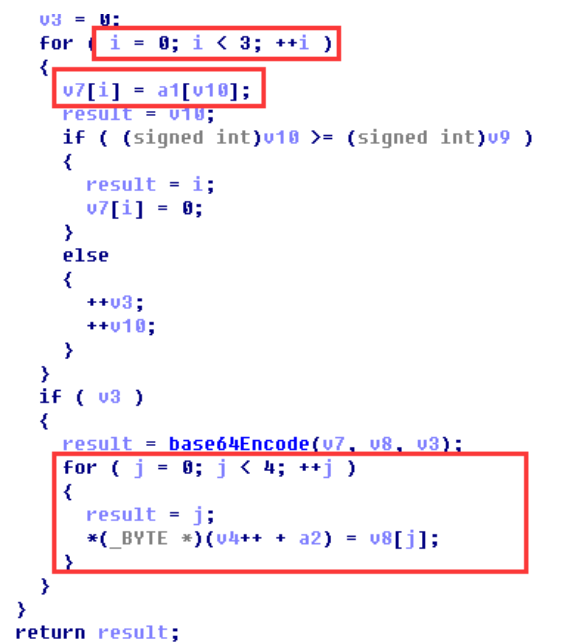 v3 = 0;
for ( i = 0; i < 3; ++i )
{
v7[i] = a1[v10];
result = v10;
if ( (signed int)v10 >= (signed int)v9 )
{
result = i;
v7[i] = 0;
}
else
{
++v3;
++v10;
}
}
if ( v3 )
{
result = base64Encode(v7, v8, v3);
for ( j = 0; j < 4; ++j )
{
result = j;
*(_BYTE *)(v4++ + a2) = v8[j];
}
}
}
return result;